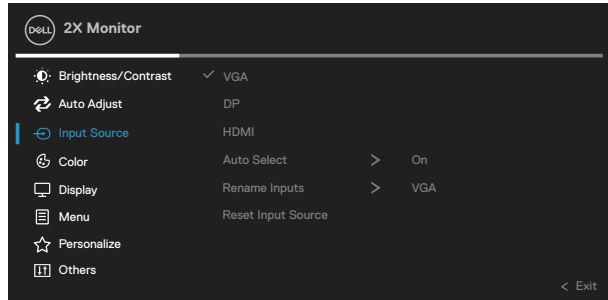 DELL 2X Monitor
Brightness/Contrast VGA
Auto Adjust DP
Input Source HDMI
Color Auto Select > On
Display Rename Inputs > VGA
Menu Reset Input Source
Personalize
Others
< Exit